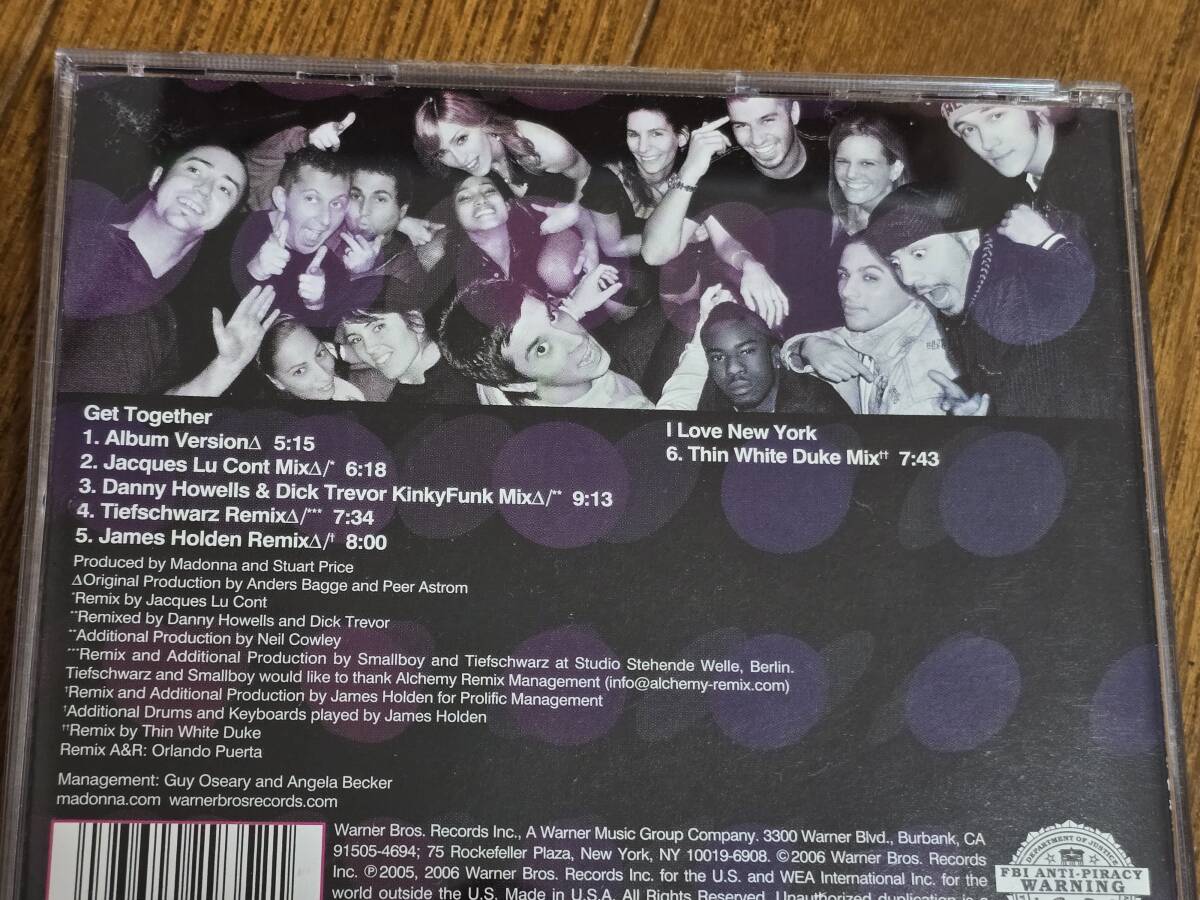 Get Together
1. Album VersionΔ 5:15
2. Jacques Lu Cont MixΔ/* 6:18
3. Danny Howells & Dick Trevor KinkyFunk MixΔ/** 9:13
4. Tiefschwarz RemixΔ/*** 7:34
5. James Holden RemixΔ/† 8:00
I Love New York
6. Thin White Duke Mix†† 7:43
Produced by Madonna and Stuart Price
ΔOriginal Production by Anders Bagge and Peer Astrom
*Remix by Jacques Lu Cont
**Remixed by Danny Howells and Dick Trevor
**Additional Production by Neil Cowley
***Remix and Additional Production by Smallboy and Tiefschwarz at Studio Stehende Welle, Berlin.
Tiefschwarz and Smallboy would like to thank Alchemy Remix Management (info@alchemy-remix.com)
†Remix and Additional Production by James Holden for Prolific Management
†Additional Drums and Keyboards played by James Holden
††Remix by Thin White Duke
Remix A&R: Orlando Puerta
Management: Guy Oseary and Angela Becker
madonna.com warnerbrosrecords.com
Warner Bros. Records Inc., A Warner Music Group Company. 3300 Warner Blvd., Burbank, CA
91505-4694; 75 Rockefeller Plaza, New York, NY 10019-6908. ©2006 Warner Bros. Records
Inc. ℗2005, 2006 Warner Bros. Records Inc. for the U.S. and WEA International Inc. for the
world outside the U.S. Made in U.S.A. All Rights Reserved. Unauthorized duplication is a
DEPARTMENT OF JUSTICE
FBI ANTI-PIRACY
WARNING